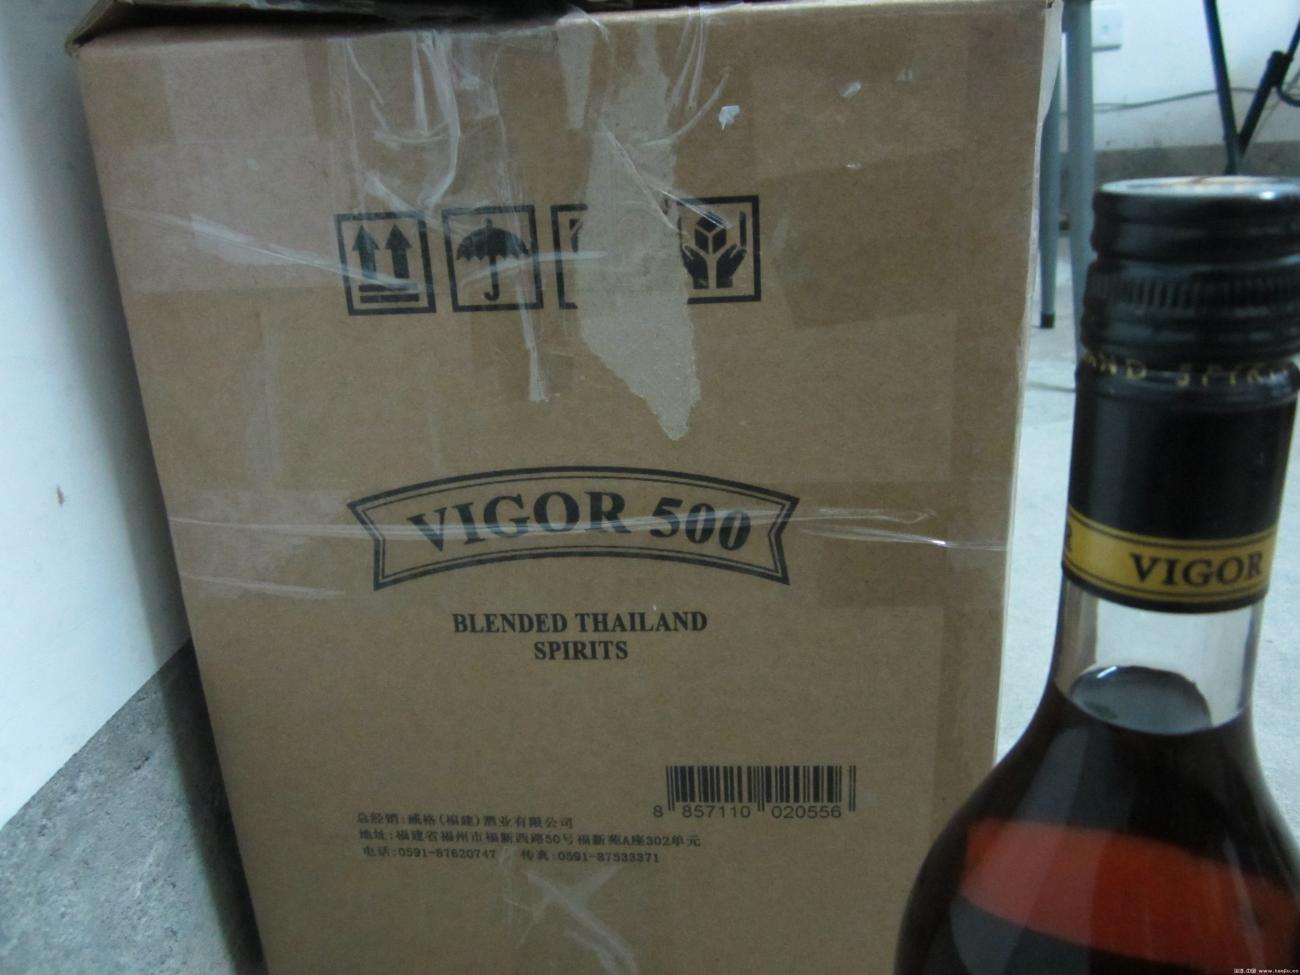 VIGOR 500
BLENDED THAILAND
SPIRITS
8 857110 020556
总经销:威格(福建)酒业有限公司
地址:福建省福州市福新西路50号福新苑A座302单元
电话:0591-87620747 传真:0591-87533371
VIGOR